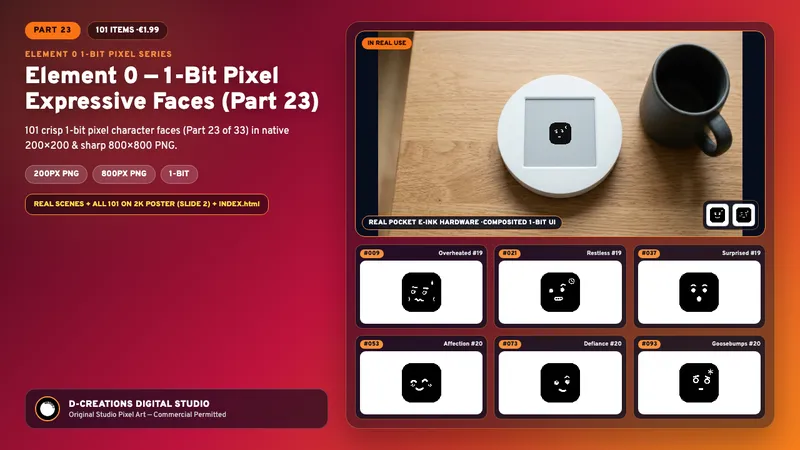 PART 23
101 ITEMS ·€1.99
ELEMENT 0 1-BIT PIXEL SERIES
Element 0 — 1-Bit Pixel
Expressive Faces (Part 23)
101 crisp 1-bit pixel character faces (Part 23 of 33) in native
200×200 & sharp 800×800 PNG.
200PX PNG
800PX PNG
1-BIT
REAL SCENES + ALL 101 ON 2K POSTER (SLIDE 2) + INDEX.html
D-CREATIONS DIGITAL STUDIO
Original Studio Pixel Art — Commercial Permitted
IN REAL USE
REAL POCKET E-INK HARDWARE ·COMPOSITED 1-BIT UI
#009
Overheated #19
#021
Restless #19
#037
Surprised #19
#053
Affection #20
#073
Defiance #20
#093
Goosebumps #20